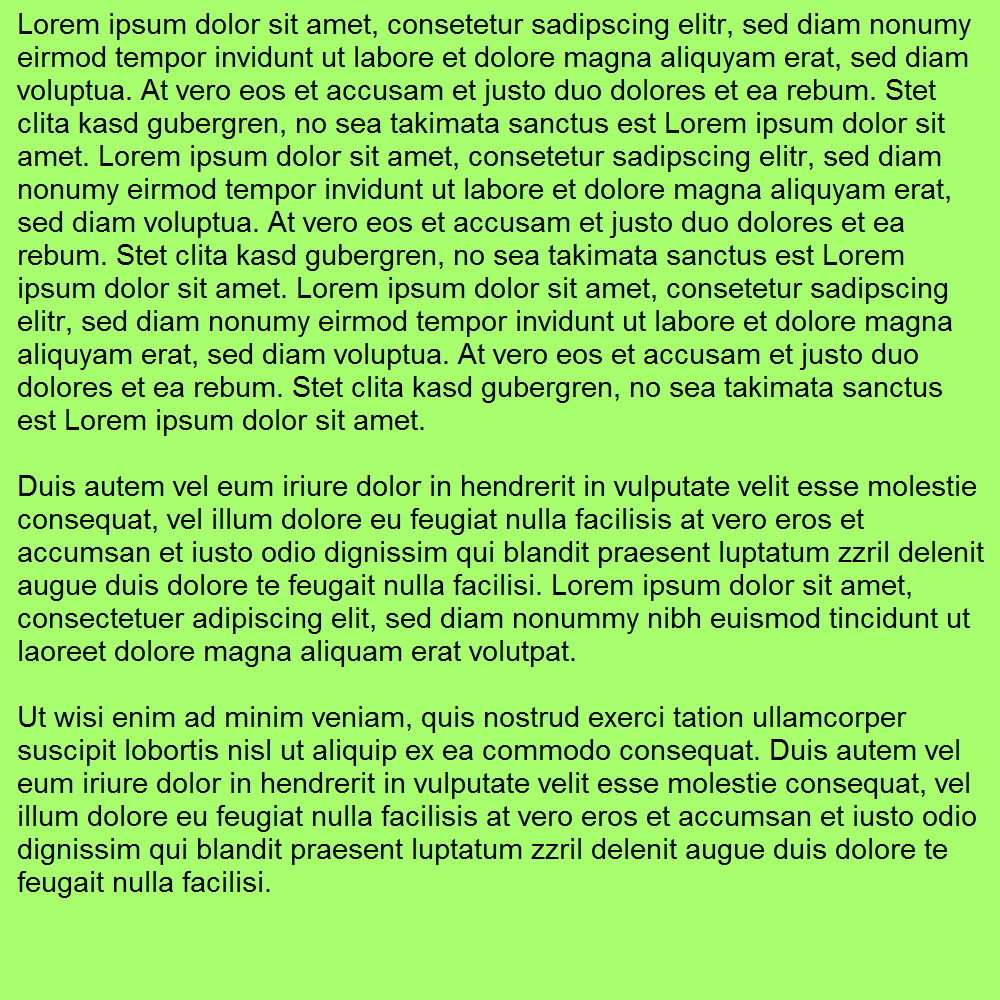 Lorem ipsum dolor sit amet, consetetur sadipscing elitr, sed diam nonumy
eirmod tempor invidunt ut labore et dolore magna aliquyam erat, sed diam
voluptua. At vero eos et accusam et justo duo dolores et ea rebum. Stet
clita kasd gubergren, no sea takimata sanctus est Lorem ipsum dolor sit
amet. Lorem ipsum dolor sit amet, consetetur sadipscing elitr, sed diam
nonumy eirmod tempor invidunt ut labore et dolore magna aliquyam erat,
sed diam voluptua. At vero eos et accusam et justo duo dolores et ea
rebum. Stet clita kasd gubergren, no sea takimata sanctus est Lorem
ipsum dolor sit amet. Lorem ipsum dolor sit amet, consetetur sadipscing
elitr, sed diam nonumy eirmod tempor invidunt ut labore et dolore magna
aliquyam erat, sed diam voluptua. At vero eos et accusam et justo duo
dolores et ea rebum. Stet clita kasd gubergren, no sea takimata sanctus
est Lorem ipsum dolor sit amet.

Duis autem vel eum iriure dolor in hendrerit in vulputate velit esse molestie
consequat, vel illum dolore eu feugiat nulla facilisis at vero eros et
accumsan et iusto odio dignissim qui blandit praesent luptatum zzril delenit
augue duis dolore te feugait nulla facilisi. Lorem ipsum dolor sit amet,
consectetuer adipiscing elit, sed diam nonummy nibh euismod tincidunt ut
laoreet dolore magna aliquam erat volutpat.

Ut wisi enim ad minim veniam, quis nostrud exerci tation ullamcorper
suscipit lobortis nisl ut aliquip ex ea commodo consequat. Duis autem vel
eum iriure dolor in hendrerit in vulputate velit esse molestie consequat, vel
illum dolore eu feugiat nulla facilisis at vero eros et accumsan et iusto odio
dignissim qui blandit praesent luptatum zzril delenit augue duis dolore te
feugait nulla facilisi.